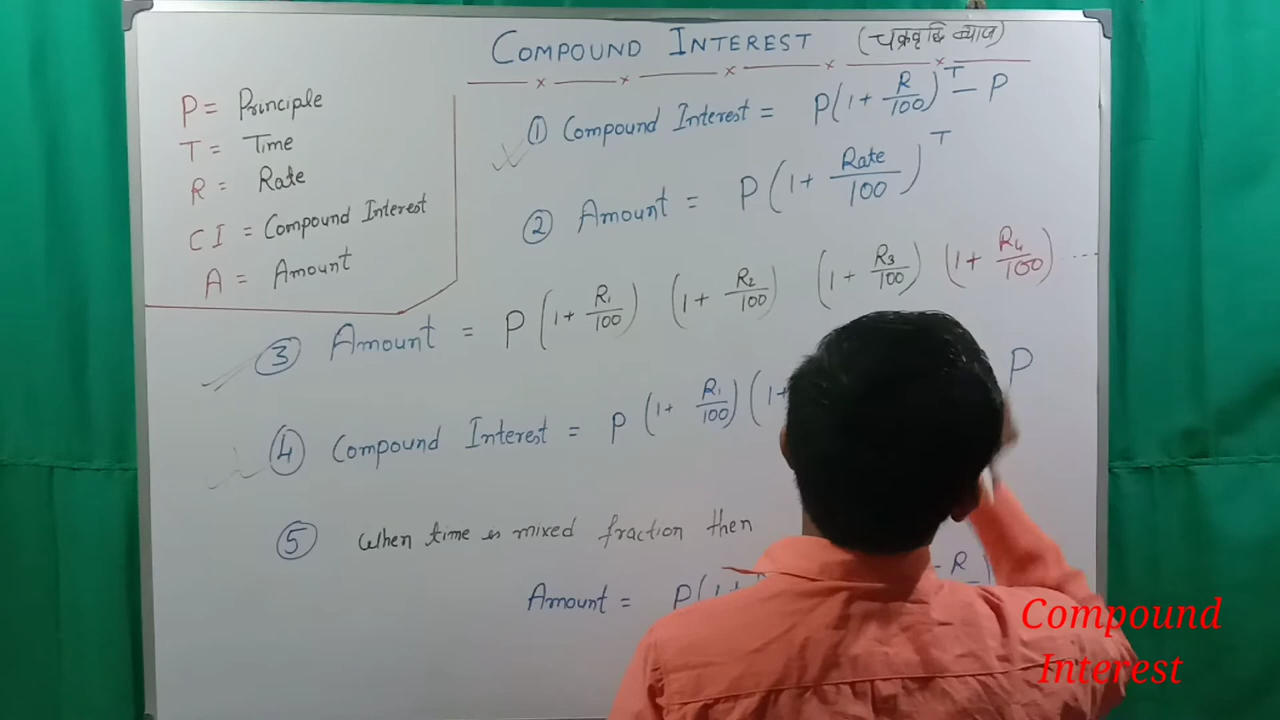 COMPOUND INTEREST (चक्रवृद्धि ब्याज)
P = Principle
T = Time
R = Rate
CI = Compound Interest
A = Amount
① Compound Interest = P(1+ R/100)^T - P
② Amount = P(1+ Rate/100)^T
③ Amount = P(1+ R₁/100) (1+ R₂/100) (1+ R₃/100) (1+ R₄/100) ...
④ Compound Interest = P(1+ R₁/100)(1+ P
⑤ When time is mixed fraction then
Amount = P(1+ R
Compound
Interest